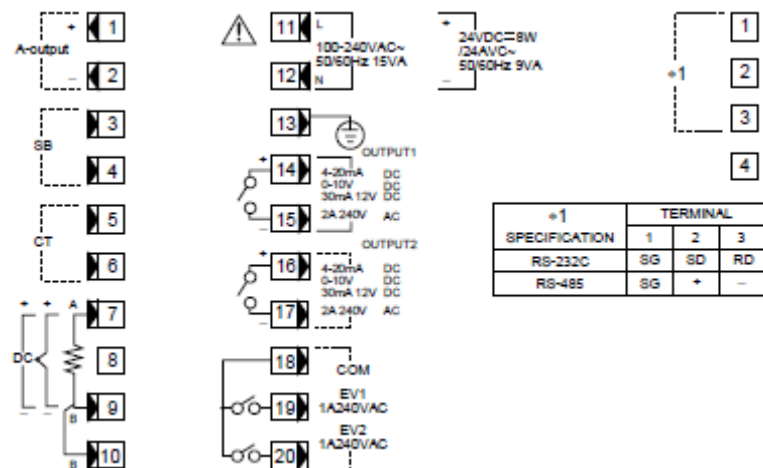 A-output
+
−
1
2
SB
3
4
CT
5
6
+ + A
DC
7
8
9
− − B
B
10
⚠
11
12
L
100-240VAC~
50/60Hz 15VA
N
+
−
24VDC⎓8W
/24AVC~
50/60Hz 9VA
13
OUTPUT1
+
14
15
−
4-20mA DC
0-10V DC
30mA 12V DC
2A 240V AC
OUTPUT2
+
16
17
−
4-20mA DC
0-10V DC
30mA 12V DC
2A 240V AC
18
COM
19
EV1
1A240VAC
20
EV2
1A240VAC
*1
1
2
3
4
*1 TERMINAL
SPECIFICATION 1 2 3
RS-232C SG SD RD
RS-485 SG + −